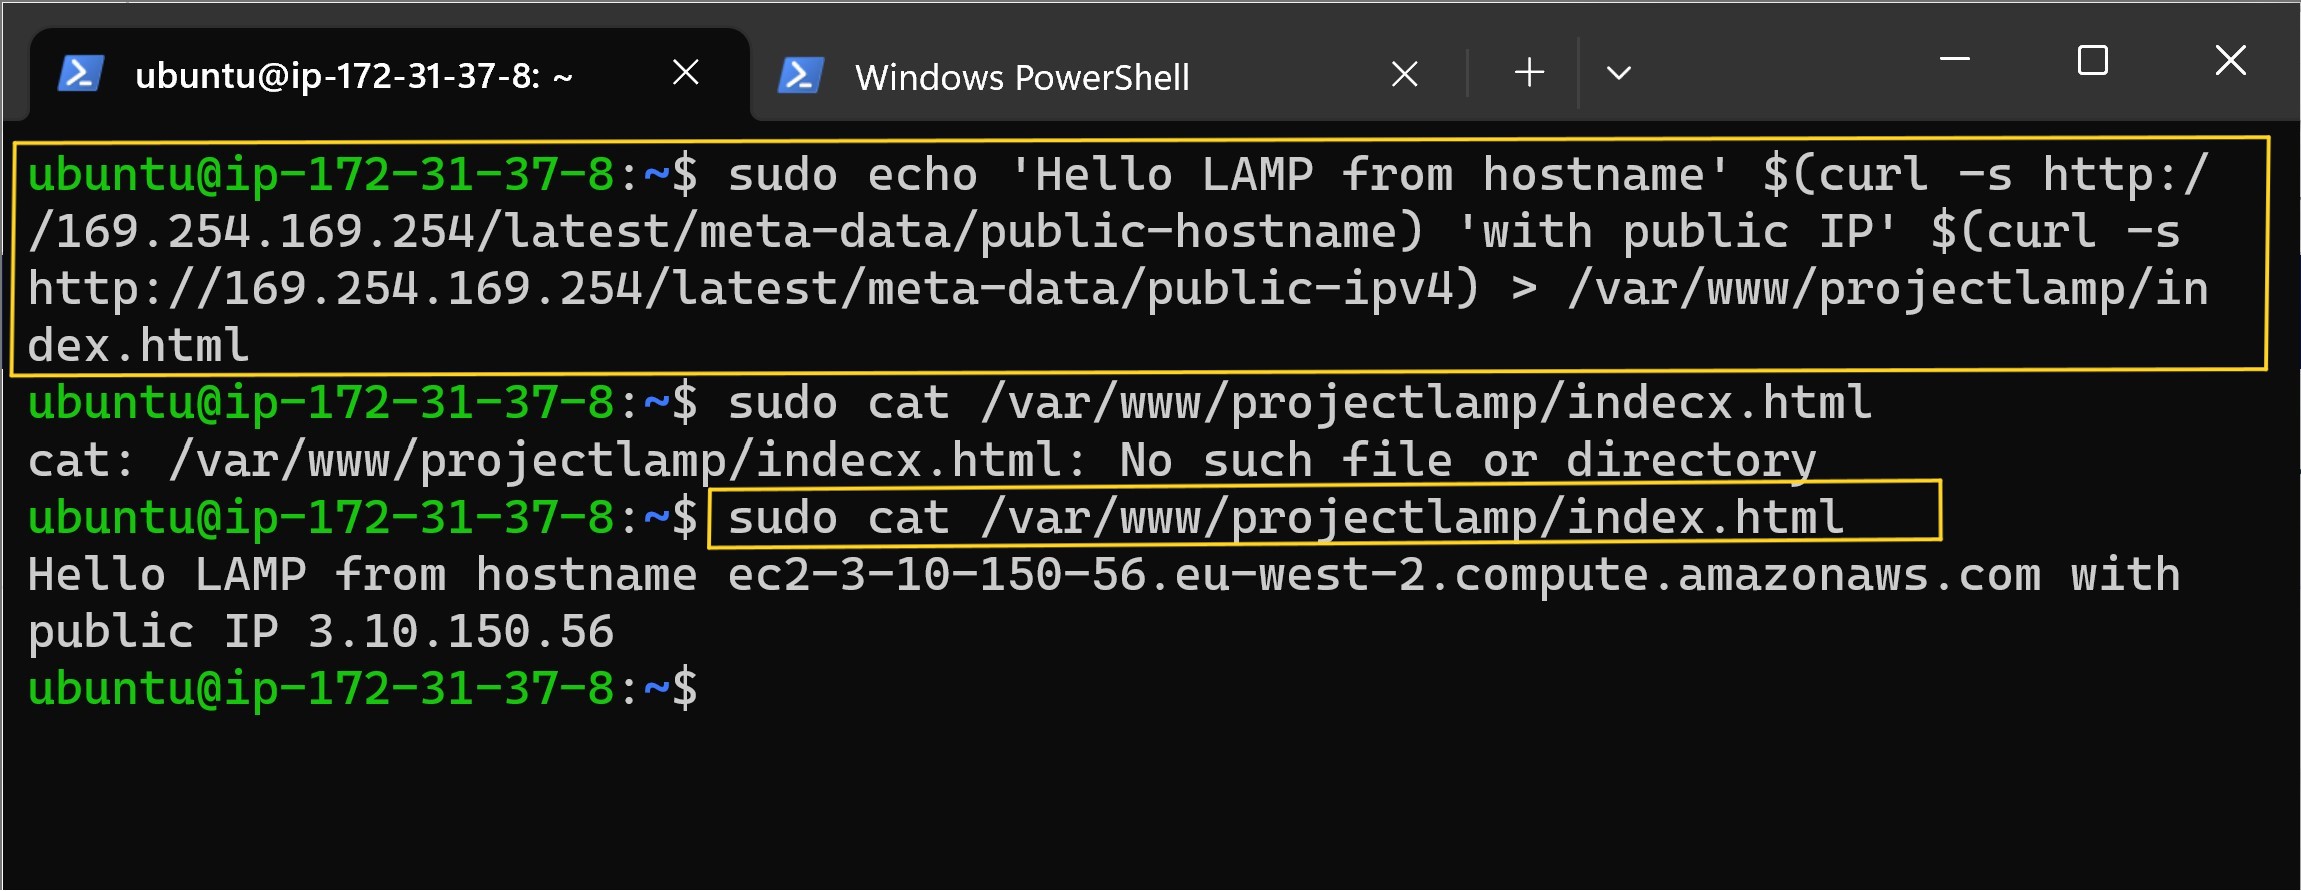 ubuntu@ip-172-31-37-8: ~
Windows PowerShell
ubuntu@ip-172-31-37-8:~$ sudo echo 'Hello LAMP from hostname' $(curl -s http:/
/169.254.169.254/latest/meta-data/public-hostname) 'with public IP' $(curl -s
http://169.254.169.254/latest/meta-data/public-ipv4) > /var/www/projectlamp/in
dex.html
ubuntu@ip-172-31-37-8:~$ sudo cat /var/www/projectlamp/indecx.html
cat: /var/www/projectlamp/indecx.html: No such file or directory
ubuntu@ip-172-31-37-8:~$ sudo cat /var/www/projectlamp/index.html
Hello LAMP from hostname ec2-3-10-150-56.eu-west-2.compute.amazonaws.com with
public IP 3.10.150.56
ubuntu@ip-172-31-37-8:~$